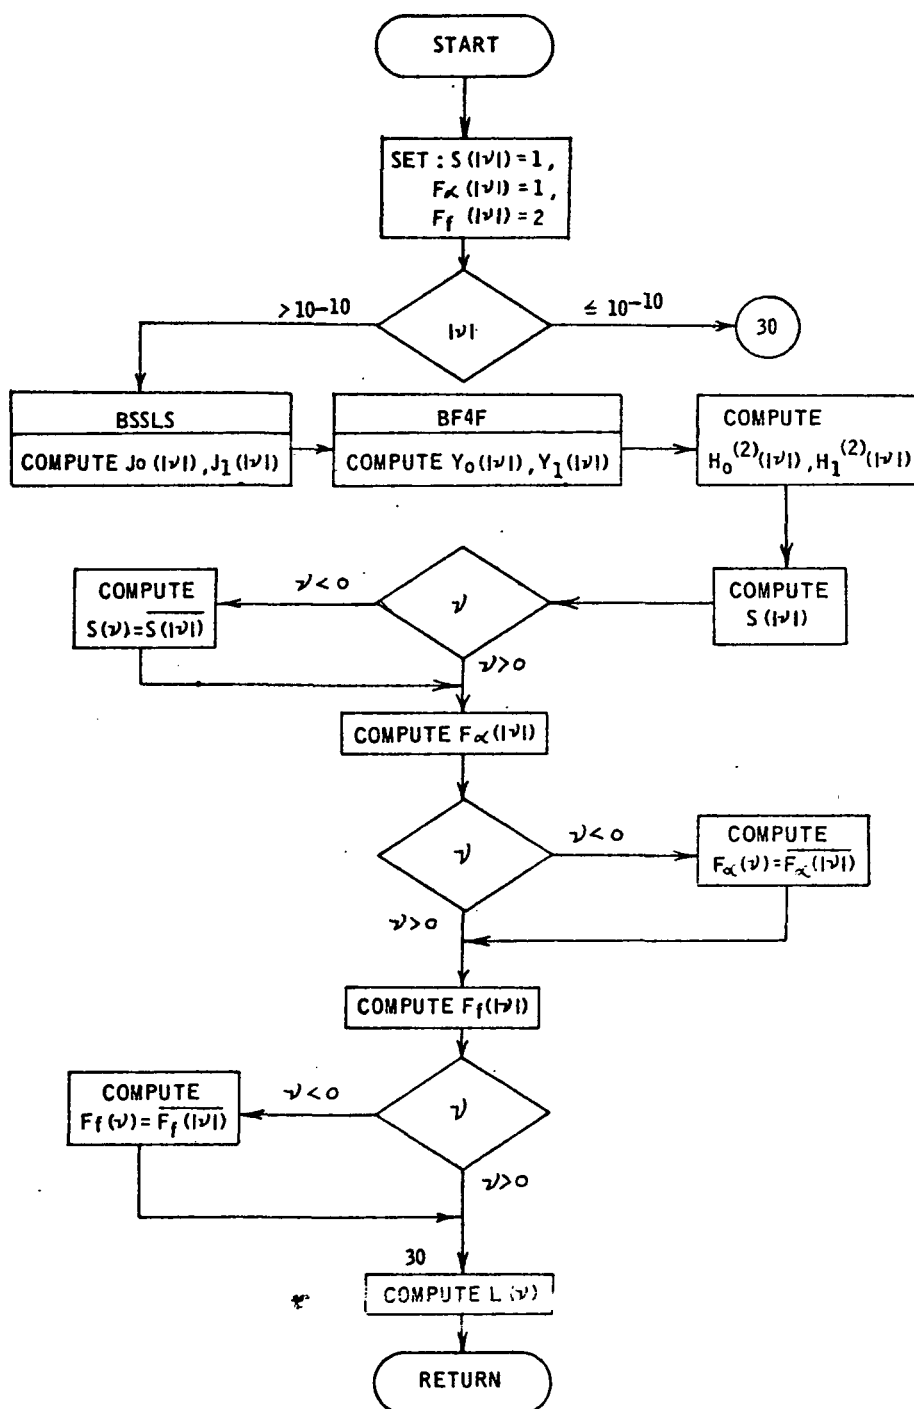 START
SET : S(|ν|) = 1,
Fα(|ν|) = 1,
Ff(|ν|) = 2
> 10-10
|ν|
≤ 10-10
30
BSSLS
COMPUTE Jo(|ν|), J1(|ν|)
BF4F
COMPUTE Yo(|ν|), Y1(|ν|)
COMPUTE
Ho(2)(|ν|), H1(2)(|ν|)
COMPUTE
S(ν) = S(|ν|)
ν < 0
ν
COMPUTE
S(|ν|)
ν > 0
COMPUTE Fα(|ν|)
ν
ν < 0
COMPUTE
Fα(ν) = Fα(|ν|)
ν > 0
COMPUTE Ff(|ν|)
COMPUTE
Ff(ν) = Ff(|ν|)
ν < 0
ν
ν > 0
30
COMPUTE L(ν)
RETURN